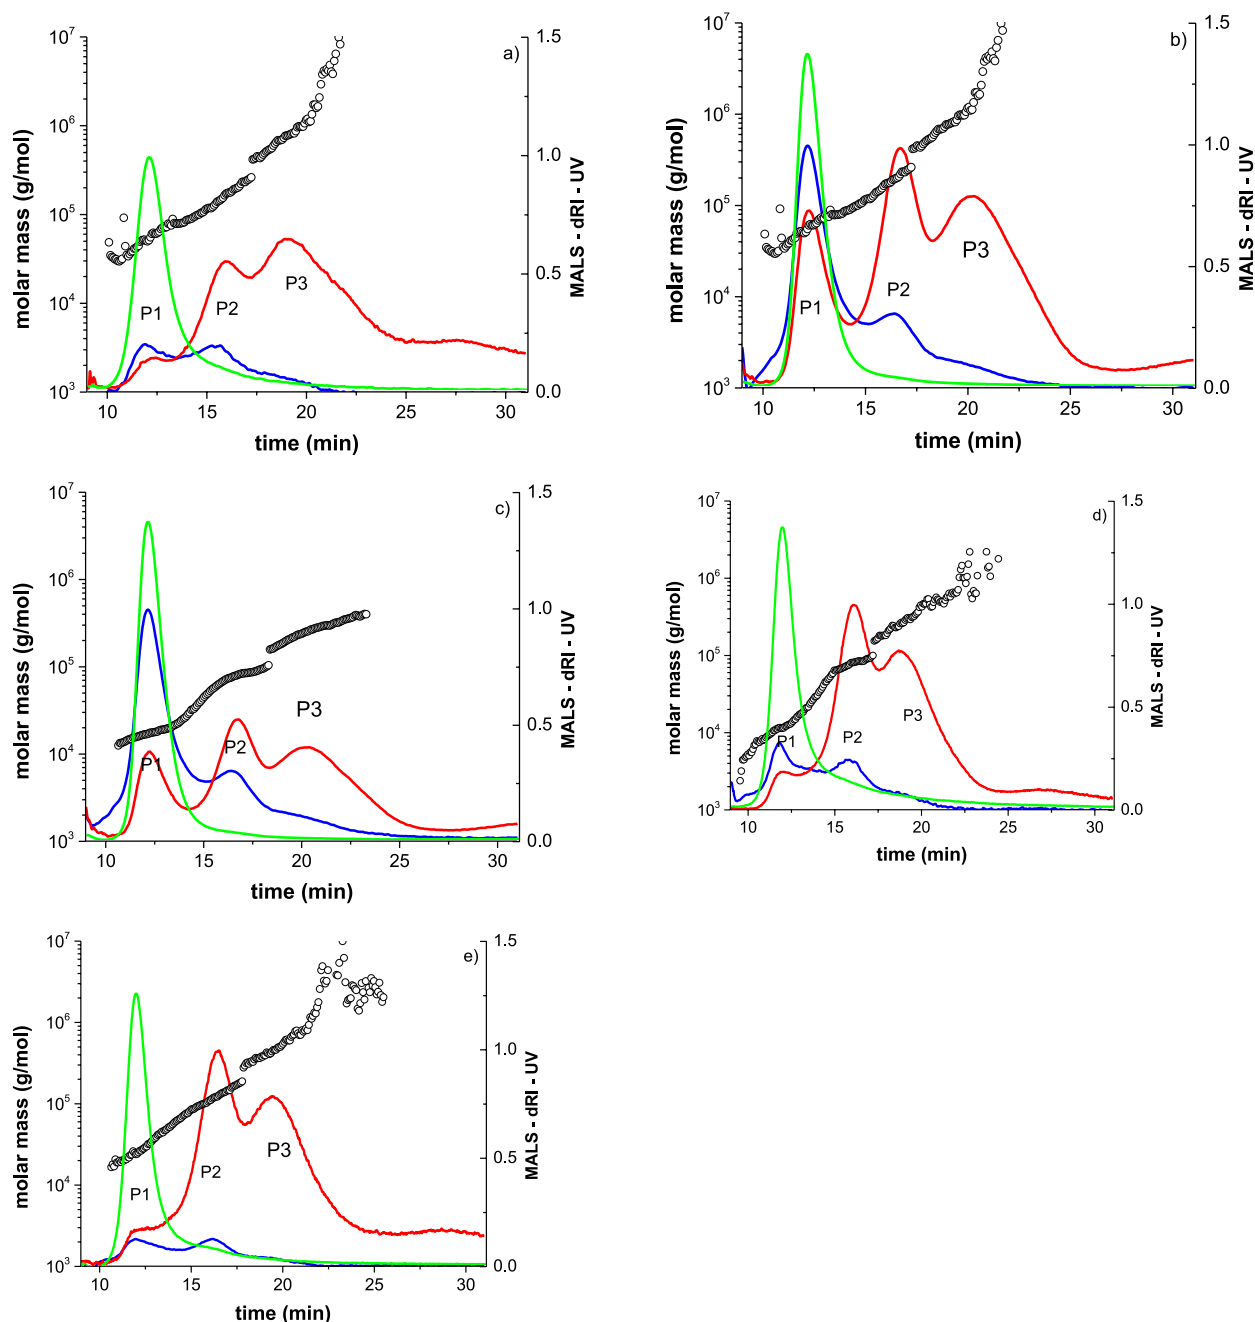 a)
molar mass (g/mol)
10⁷
10⁶
10⁵
10⁴
10³
1.5
1.0
0.5
0.0
MALS - dRI - UV
P1
P2
P3
10 15 20 25 30
time (min)
b)
molar mass (g/mol)
10⁷
10⁶
10⁵
10⁴
10³
1.5
1.0
0.5
0.0
MALS - dRI - UV
P1
P2
P3
10 15 20 25 30
time (min)
c)
molar mass (g/mol)
10⁷
10⁶
10⁵
10⁴
10³
1.5
1.0
0.5
0.0
MALS - dRI - UV
P1
P2
P3
10 15 20 25 30
time (min)
d)
molar mass (g/mol)
10⁷
10⁶
10⁵
10⁴
10³
1.5
1.0
0.5
0.0
MALS - dRI - UV
P1
P2
P3
10 15 20 25 30
time (min)
e)
molar mass (g/mol)
10⁷
10⁶
10⁵
10⁴
10³
1.5
1.0
0.5
0.0
MALS - dRI - UV
P1
P2
P3
10 15 20 25 30
time (min)